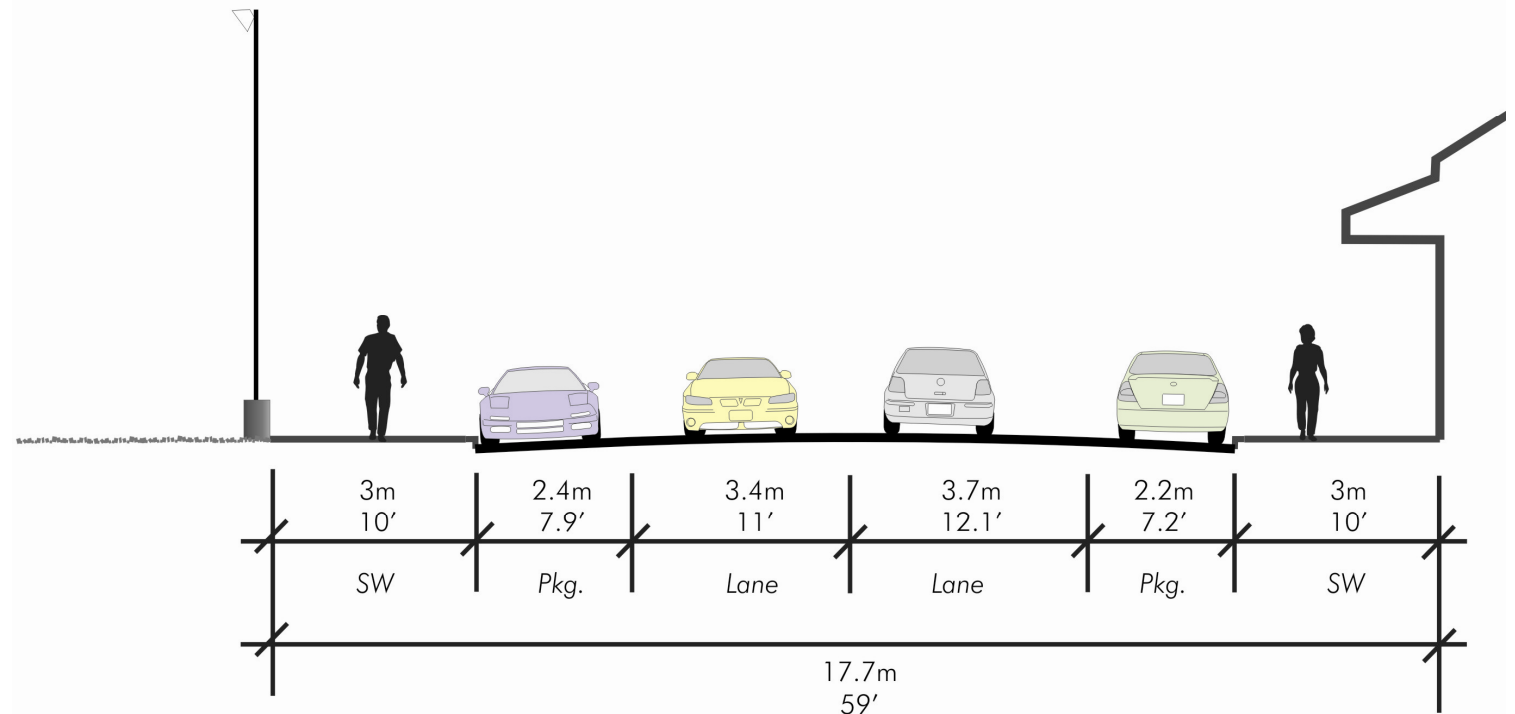 3m 2.4m 3.4m 3.7m 2.2m 3m
10′ 7.9′ 11′ 12.1′ 7.2′ 10′
SW Pkg. Lane Lane Pkg. SW
17.7m
59′